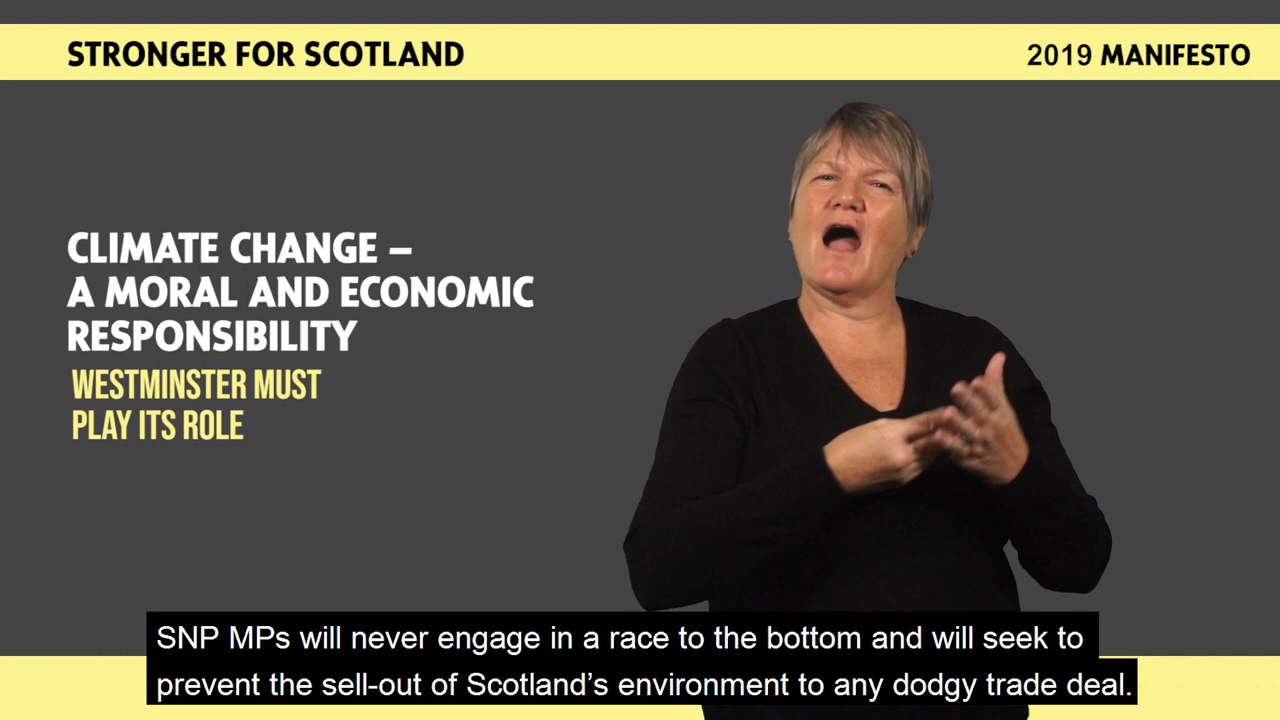 STRONGER FOR SCOTLAND
2019 MANIFESTO
CLIMATE CHANGE –
A MORAL AND ECONOMIC
RESPONSIBILITY
WESTMINSTER MUST
PLAY ITS ROLE
SNP MPs will never engage in a race to the bottom and will seek to
prevent the sell-out of Scotland’s environment to any dodgy trade deal.